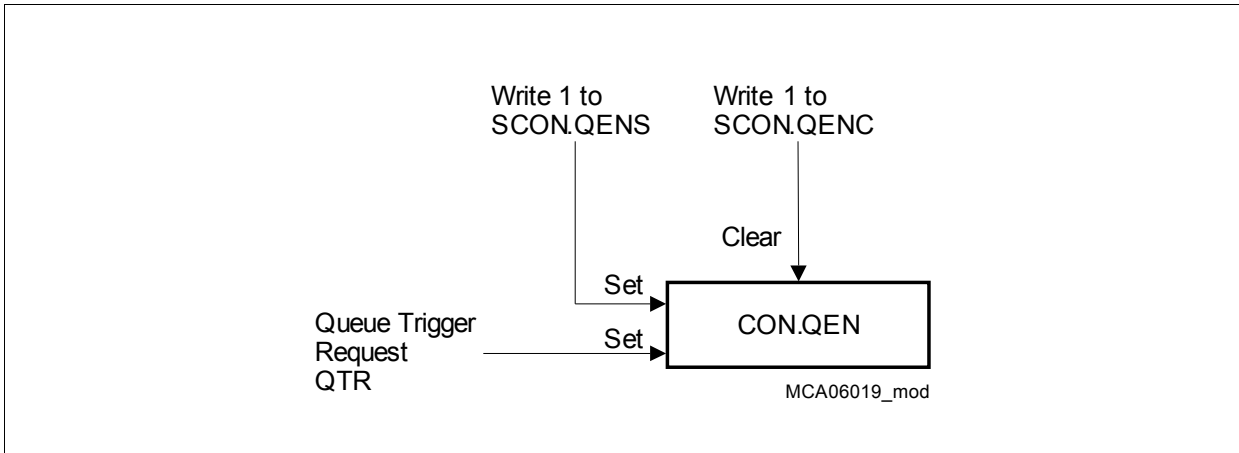 Write 1 to
SCON.QENS
Write 1 to
SCON.QENC
Clear
Set
Queue Trigger
Request
QTR
Set
CON.QEN
MCA06019_mod